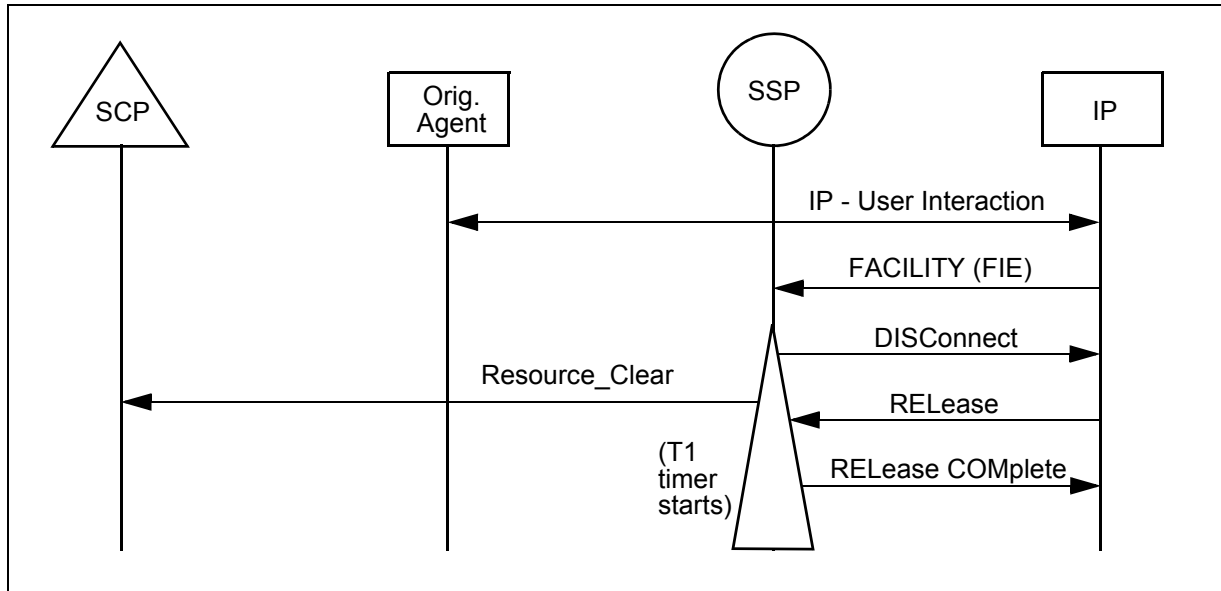 SCP
Orig.
Agent
SSP
IP
IP - User Interaction
FACILITY (FIE)
DISConnect
Resource_Clear
RELease
(T1
timer
starts)
RELease COMplete